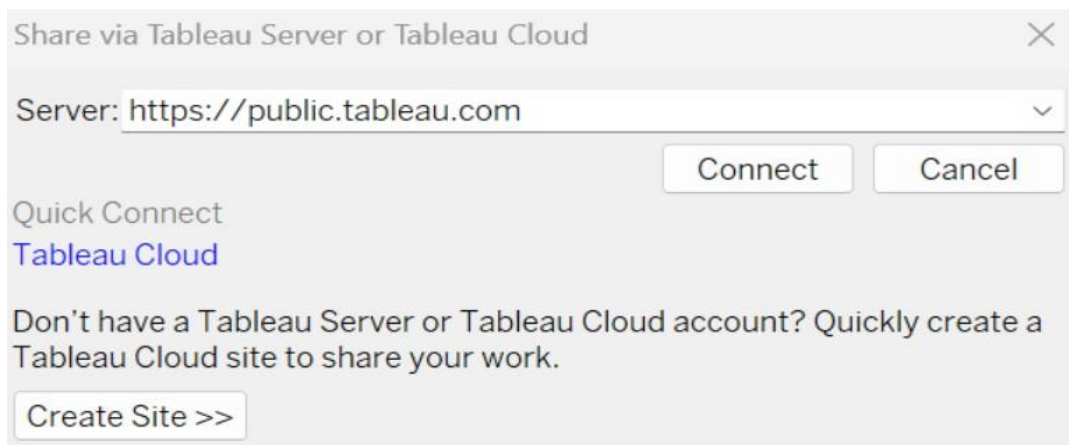 Share via Tableau Server or Tableau Cloud
Server: https://public.tableau.com
Connect Cancel
Quick Connect
Tableau Cloud
Don't have a Tableau Server or Tableau Cloud account? Quickly create a
Tableau Cloud site to share your work.
Create Site >>